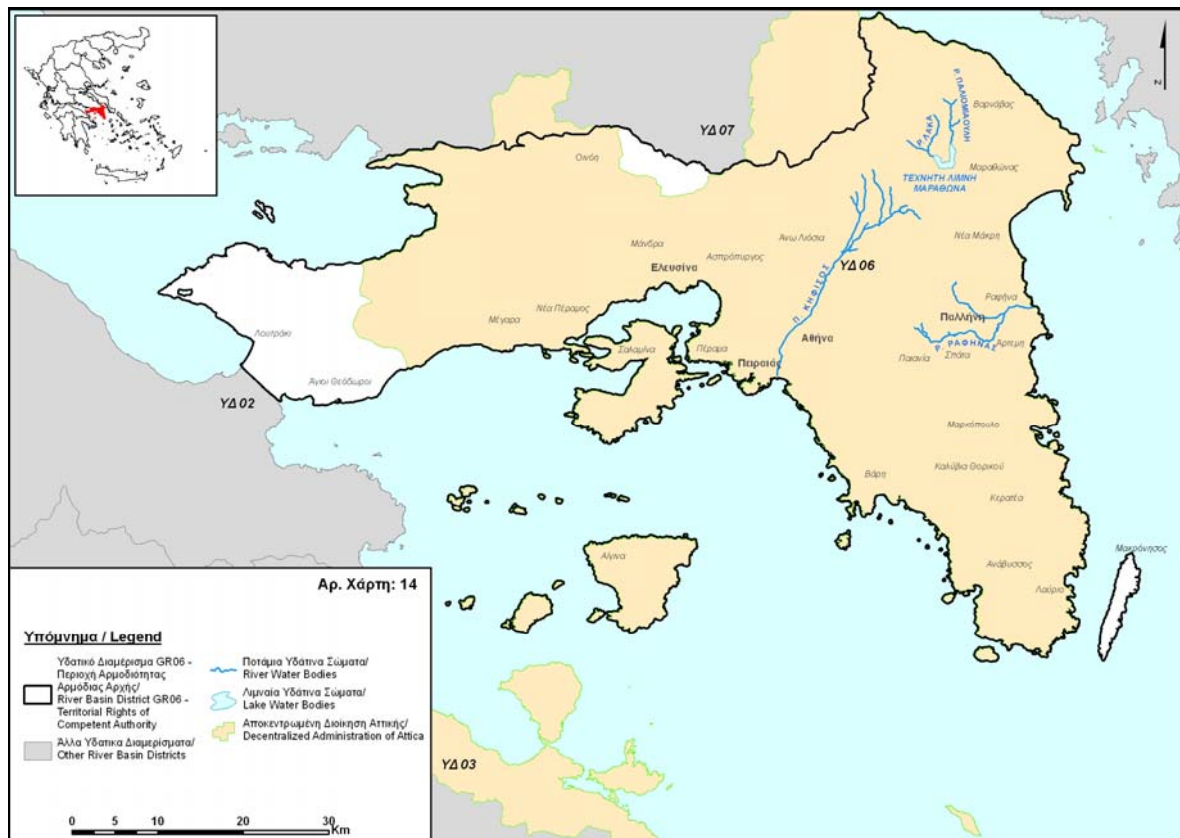 ΥΔ 07
Οινόη
Ρ. ΛΑΚΑ
Ρ. ΠΑΛΙΟΜΙΑΟΥΛΗ
Βαρνάβας
Μαραθώνας
ΤΕΧΝΗΤΗ ΛΙΜΝΗ
ΜΑΡΑΘΩΝΑ
Μάνδρα
Άνω Λιόσια
Νέα Μάκρη
Ασπρόπυργος
Ελευσίνα
ΥΔ 06
Π. ΚΗΦΙΣΟΣ
Ραφήνα
Μέγαρα
Νέα Πέραμος
Παλλήνη
Λουτράκι
Σαλαμίνα
Πέραμα
Αθήνα
Ρ. ΡΑΦΗΝΑΣ
Άρτεμη
Πειραιάς
Παιανία
Σπάτα
Άγιοι Θεόδωροι
ΥΔ 02
Μαρκόπουλο
Βάρη
Καλύβια Θορικού
Κερατέα
Αίγινα
Μακρόνησος
Ανάβυσσος
Λαύριο
ΥΔ 03
N
Αρ. Χάρτη: 14
Υπόμνημα / Legend
Υδατικό Διαμέρισμα GR06 -
Περιοχή Αρμοδιότητας
Αρμόδιας Αρχής/
River Basin District GR06 -
Territorial Rights of
Competent Authority
Άλλα Υδατικα Διαμερίσματα/
Other River Basin Districts
Ποτάμια Υδάτινα Σώματα/
River Water Bodies
Λιμναία Υδάτινα Σώματα/
Lake Water Bodies
Αποκεντρωμένη Διοίκηση Αττικής/
Decentralized Administration of Attica
0 5 10 20 30
Km